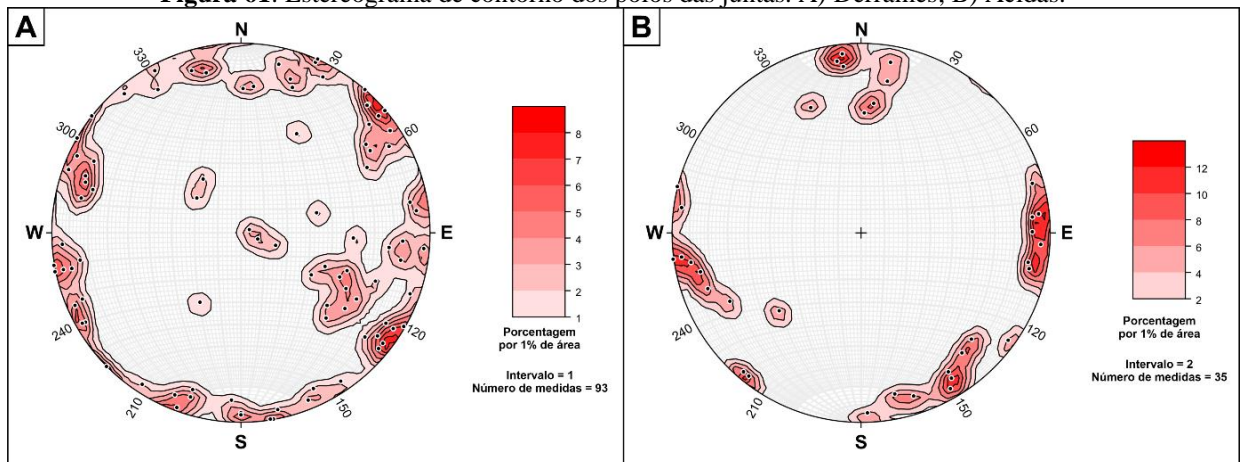 Figura 61. Estereograma de contorno dos polos das juntas. A) Derrames; B) Ácidas.
A
N
30
60
E
120
150
S
210
240
W
300
330
8
7
6
5
4
3
2
1
Porcentagem
por 1% de área
Intervalo = 1
Número de medidas = 93
B
N
30
60
E
120
150
S
210
240
W
300
330
12
10
8
6
4
2
Porcentagem
por 1% de área
Intervalo = 2
Número de medidas = 35